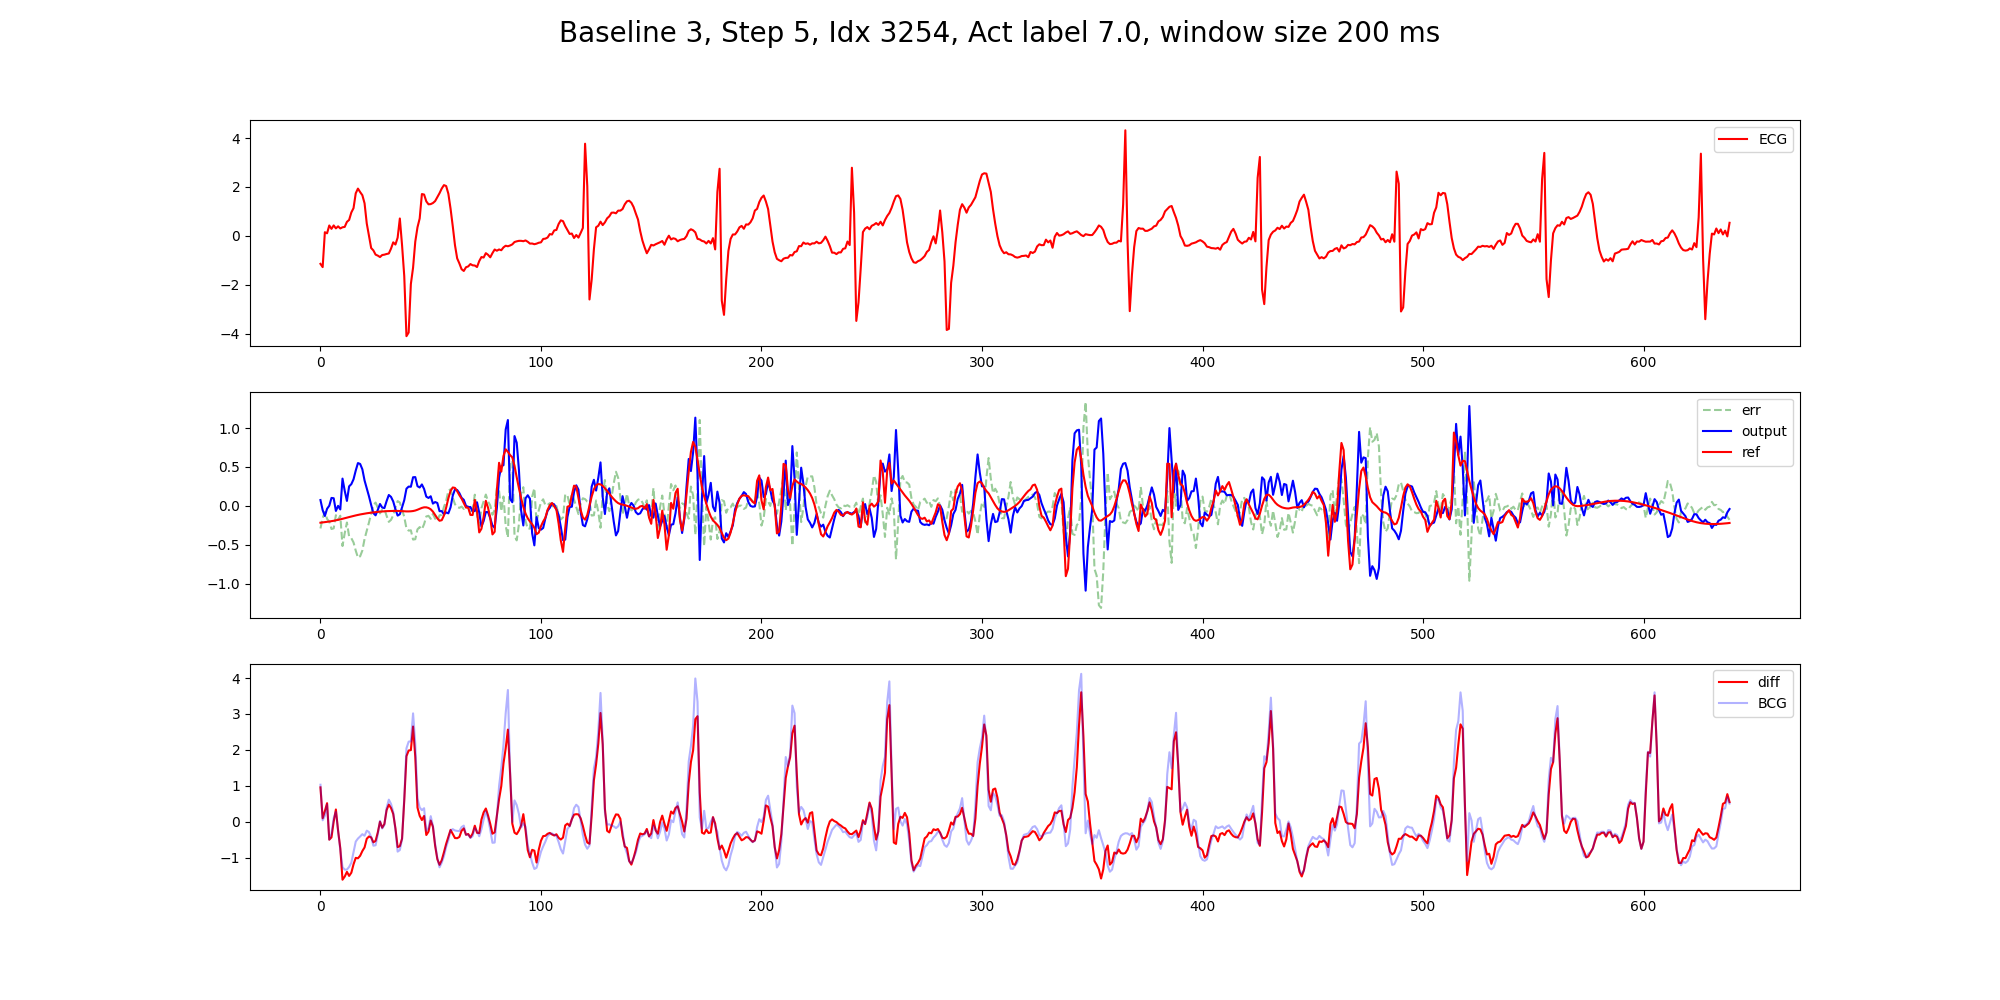 Baseline 3, Step 5, Idx 3254, Act label 7.0, window size 200 ms
4
2
0
−2
−4
ECG
0 100 200 300 400 500 600
1.0
0.5
0.0
−0.5
−1.0
err
output
ref
0 100 200 300 400 500 600
4
3
2
1
0
−1
diff
BCG
0 100 200 300 400 500 600